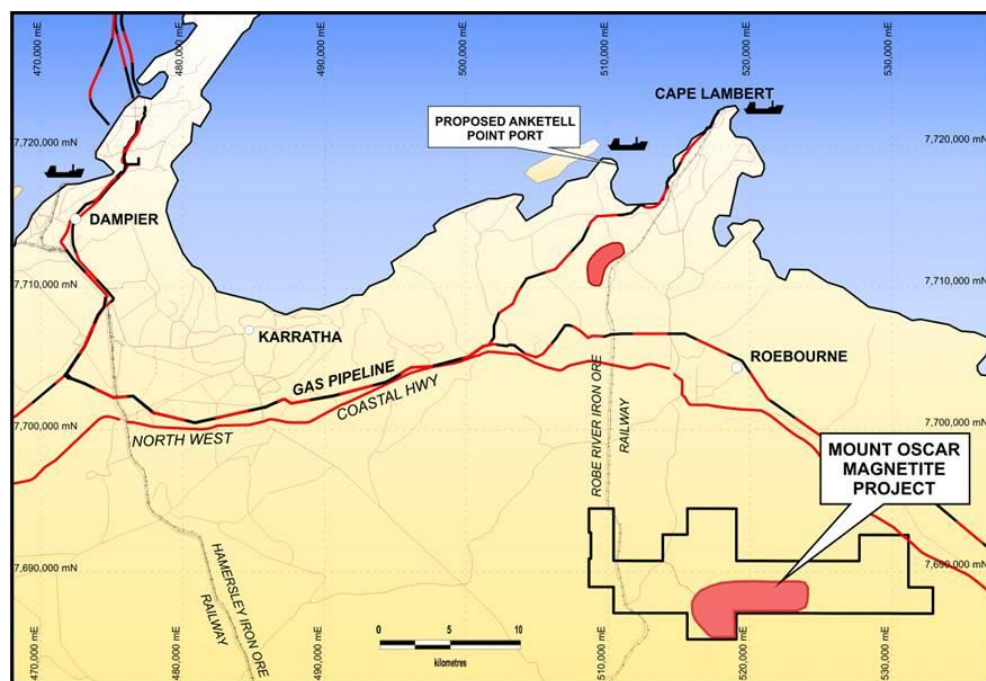 470,000 mE
480,000 mE
490,000 mE
500,000 mE
510,000 mE
520,000 mE
530,000 mE
CAPE LAMBERT
PROPOSED ANKETELL
POINT PORT
7,720,000 mN
7,720,000 mN
DAMPIER
7,710,000 mN
7,710,000 mN
KARRATHA
ROEBOURNE
GAS PIPELINE
COASTAL HWY
NORTH WEST
7,700,000 mN
7,700,000 mN
ROBE RIVER IRON ORE
RAILWAY
MOUNT OSCAR
MAGNETITE
PROJECT
7,690,000 mN
7,690,000 mN
HAMERSLEY IRON ORE
RAILWAY
0 5 10
kilometres
470,000 mE
480,000 mE
490,000 mE
500,000 mE
510,000 mE
520,000 mE
530,000 mE